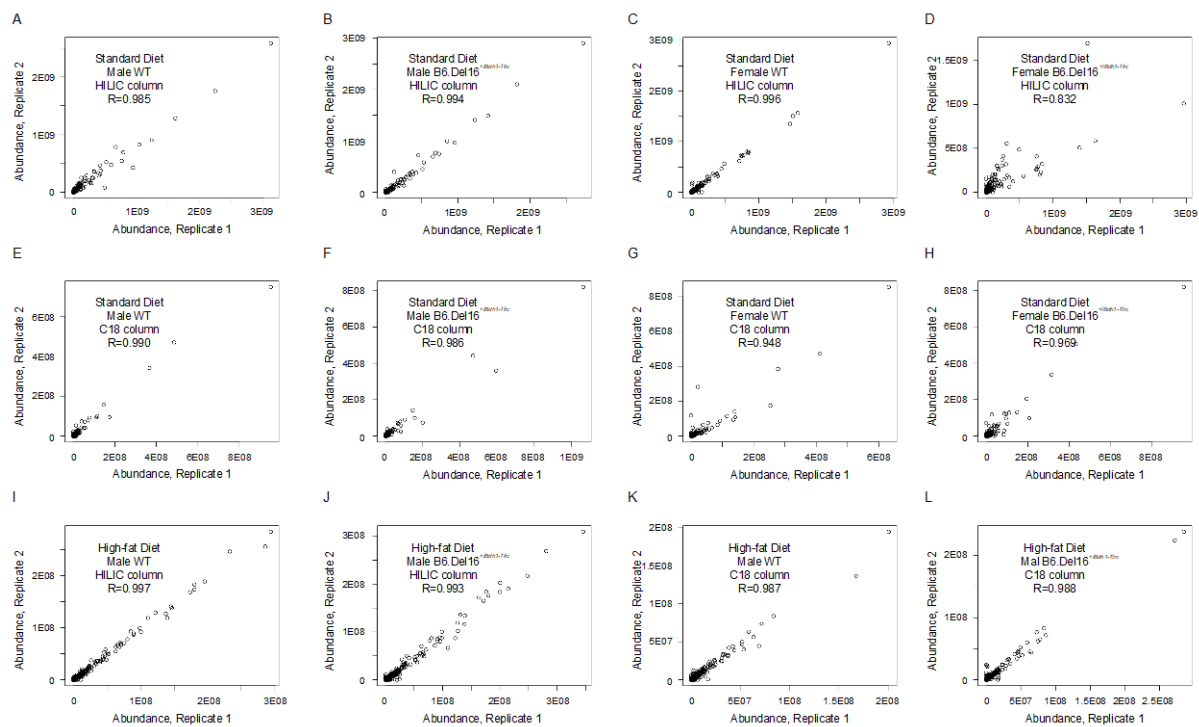 A
Standard Diet
Male WT
HILIC column
R=0.985
Abundance, Replicate 2
2E09
1E09
0
0
1E09
2E09
3E09
Abundance, Replicate 1
B
Standard Diet
Male B6.Del16+/Bdh1-Tfrc
HILIC column
R=0.994
Abundance, Replicate 2
3E09
2E09
1E09
0
0
1E09
2E09
Abundance, Replicate 1
C
Standard Diet
Female WT
HILIC column
R=0.996
Abundance, Replicate 2
3E09
2E09
1E09
0
0
1E09
2E09
3E09
Abundance, Replicate 1
D
Standard Diet
Female B6.Del16+/Bdh1-Tfrc
HILIC column
R=0.832
Abundance, Replicate 2
1.5E09
1E09
5E08
0
0
1E09
2E09
3E09
Abundance, Replicate 1
E
Standard Diet
Male WT
C18 column
R=0.990
Abundance, Replicate 2
6E08
4E08
2E08
0
0
2E08
4E08
6E08
8E08
Abundance, Replicate 1
F
Standard Diet
Male B6.Del16+/Bdh1-Tfrc
C18 column
R=0.986
Abundance, Replicate 2
8E08
6E08
4E08
2E08
0
0
2E08
4E08
6E08
8E08
1E09
Abundance, Replicate 1
G
Standard Diet
Female WT
C18 column
R=0.948
Abundance, Replicate 2
8E08
6E08
4E08
2E08
0
0
2E08
4E08
6E08
Abundance, Replicate 1
H
Standard Diet
Female B6.Del16+/Bdh1-Tfrc
C18 column
R=0.969
Abundance, Replicate 2
8E08
6E08
4E08
2E08
0
0
2E08
4E08
6E08
8E08
Abundance, Replicate 1
I
High-fat Diet
Male WT
HILIC column
R=0.997
Abundance, Replicate 2
2E08
1E08
0
0
1E08
2E08
3E08
Abundance, Replicate 1
J
High-fat Diet
Male B6.Del16+/Bdh1-Tfrc
HILIC column
R=0.993
Abundance, Replicate 2
3E08
2E08
1E08
0
0
1E08
2E08
3E08
Abundance, Replicate 1
K
High-fat Diet
Male WT
C18 column
R=0.987
Abundance, Replicate 2
2E08
1.5E08
1E08
5E07
0
0
5E07
1E08
1.5E08
2E08
Abundance, Replicate 1
L
High-fat Diet
Mal B6.Del16+/Bdh1-Tfrc
C18 column
R=0.988
Abundance, Replicate 2
2E08
1E08
0
0
5E07
1E08
1.5E08
2E08
2.5E08
Abundance, Replicate 1